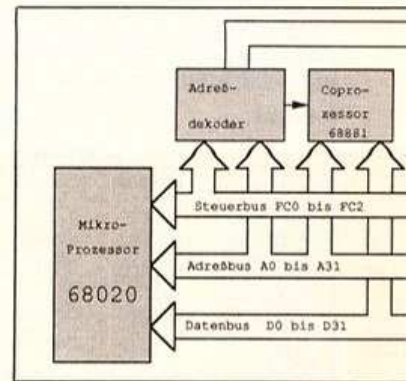 Adreß-
dekoder
Copro-
zessor
68881
Steuerbus FC0 bis FC2
Mikro-
Prozessor
68020
Adreßbus A0 bis A31
Datenbus D0 bis D31